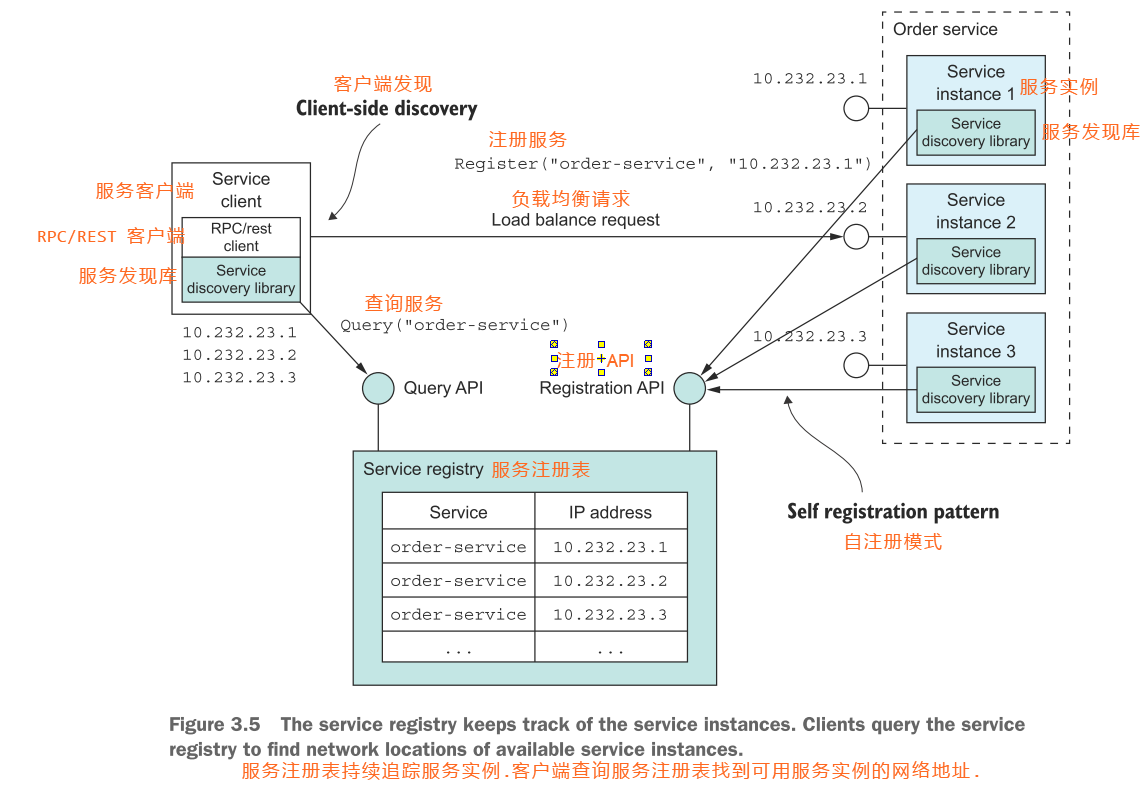 Order service
客户端发现
Client-side discovery
10.232.23.1
Service
instance 1
服务实例
Service
discovery library
服务发现库
注册服务
Register("order-service", "10.232.23.1")
服务客户端
Service
client
RPC/REST 客户端
RPC/rest
client
服务发现库
Service
discovery library
10.232.23.1
10.232.23.2
10.232.23.3
负载均衡请求
Load balance request
10.232.23.2
Service
instance 2
Service
discovery library
查询服务
Query("order-service")
10.232.23.3
Service
instance 3
Service
discovery library
Query API
注册 API
Registration API
Self registration pattern
自注册模式
Service registry 服务注册表
Service IP address
order-service 10.232.23.1
order-service 10.232.23.2
order-service 10.232.23.3
... ...
Figure 3.5 The service registry keeps track of the service instances. Clients query the service
registry to find network locations of available service instances.
服务注册表持续追踪服务实例.客户端查询服务注册表找到可用服务实例的网络地址.